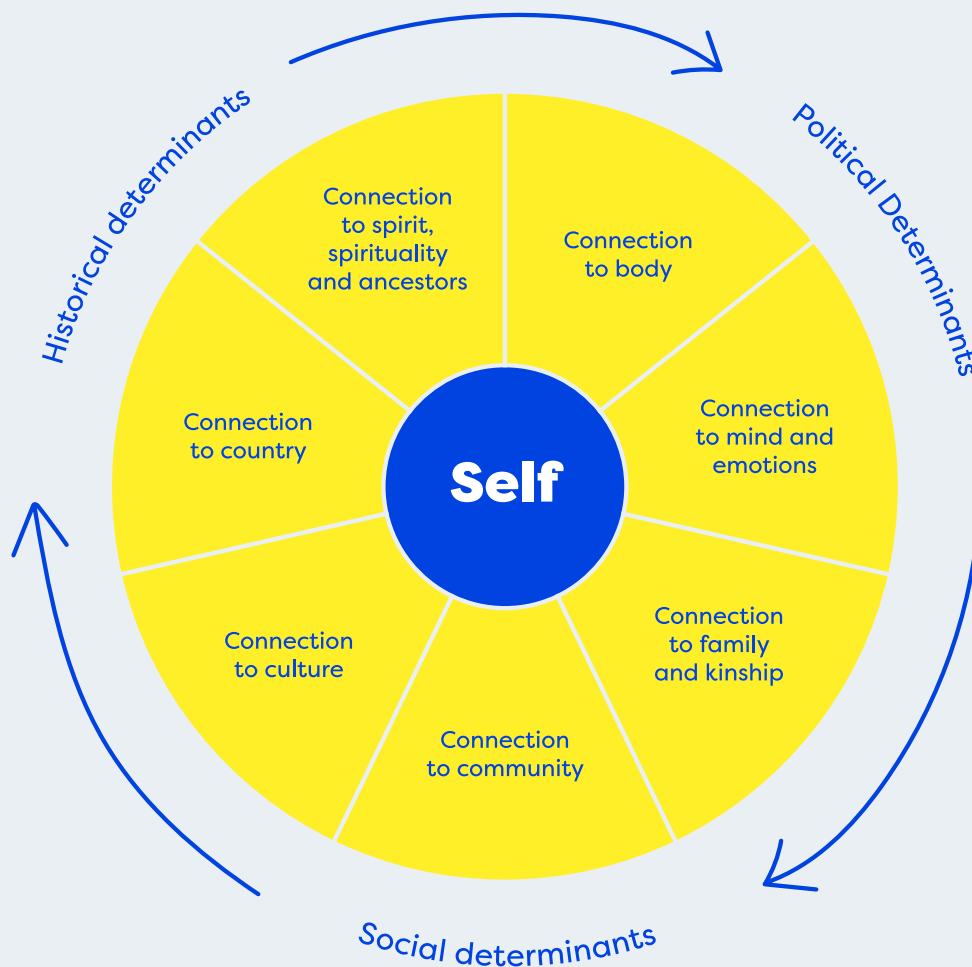 Historical determinants
Political Determinants
Connection
to spirit,
spirituality
and ancestors
Connection
to body
Connection
to country
Self
Connection
to mind and
emotions
Connection
to culture
Connection
to family
and kinship
Connection
to community
Social determinants